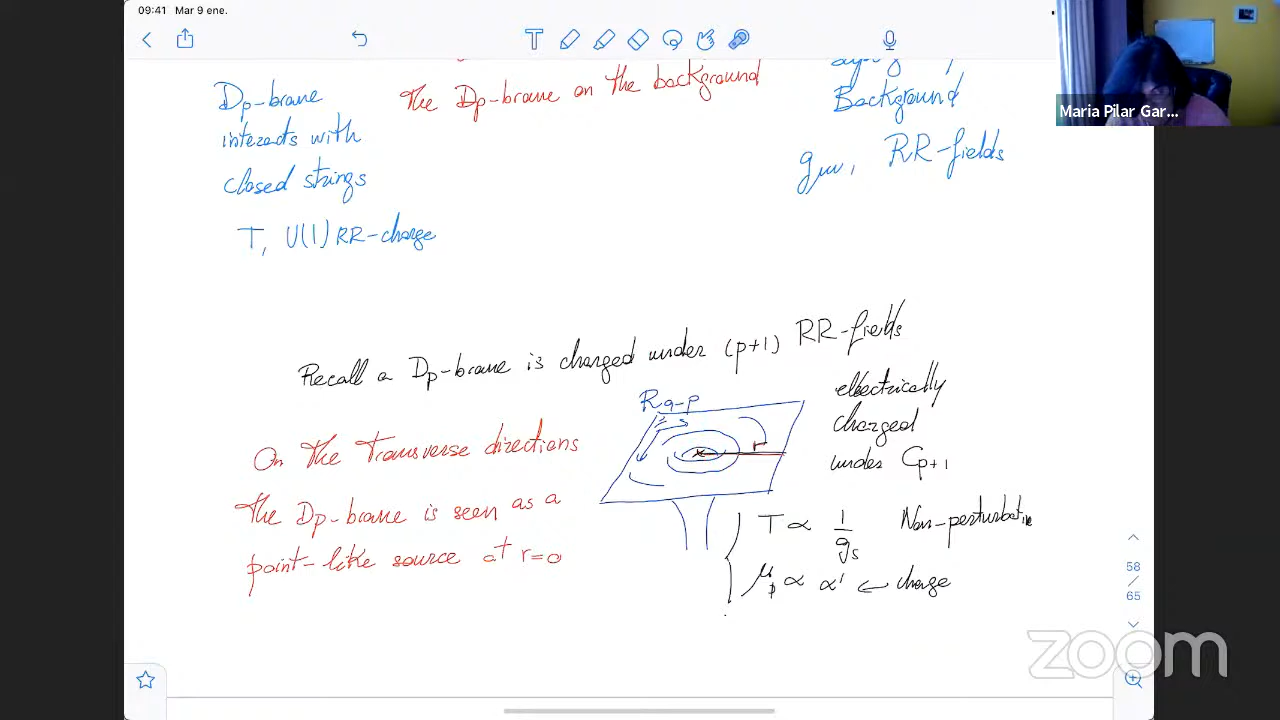 09:41 Mar 9 ene.
Maria Pilar Gar...
Dp-brane
interacts with
closed strings
T, U(1) RR-charge
The Dp-brane on the background
Background
gμν, RR-fields
Recall a Dp-brane is charged under (p+1) RR-fields
electrically
charged
under Cp+1
R9-p
r
On the transverse directions
the Dp-brane is seen as a
point-like source at r=0
T ∝ 1/gs Non-perturbative
μp ∝ α' ← charge
58
/
65
zoom